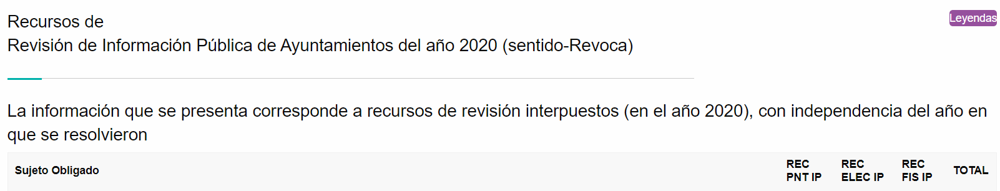 Recursos de
Leyendas
Revisión de Información Pública de Ayuntamientos del año 2020 (sentido-Revoca)
La información que se presenta corresponde a recursos de revisión interpuestos (en el año 2020), con independencia del año en
que se resolvieron
Sujeto Obligado
REC
PNT IP
REC
ELEC IP
REC
FIS IP
TOTAL